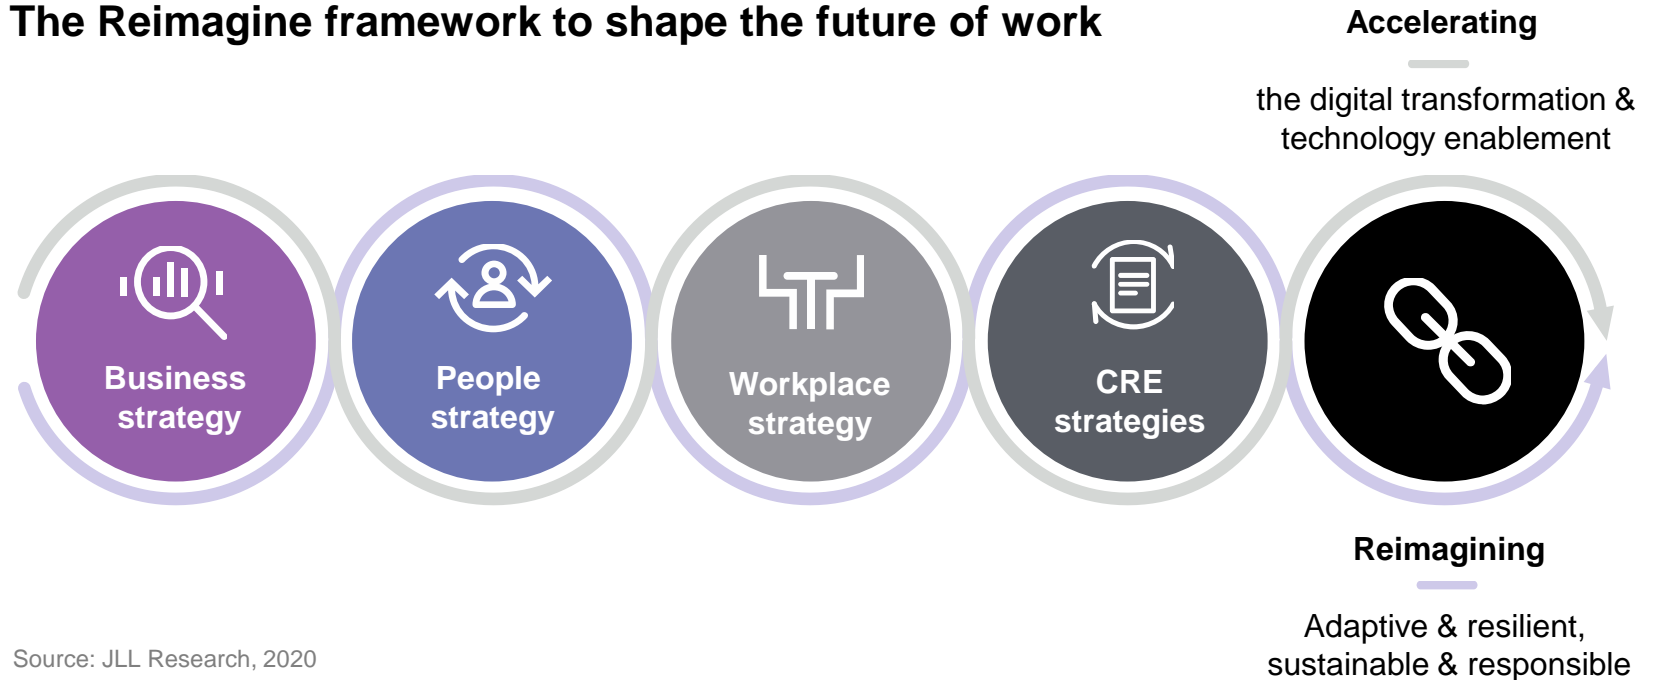 The Reimagine framework to shape the future of work
Accelerating
the digital transformation &
technology enablement
Business
strategy
People
strategy
Workplace
strategy
CRE
strategies
Reimagining
Adaptive & resilient,
sustainable & responsible
Source: JLL Research, 2020